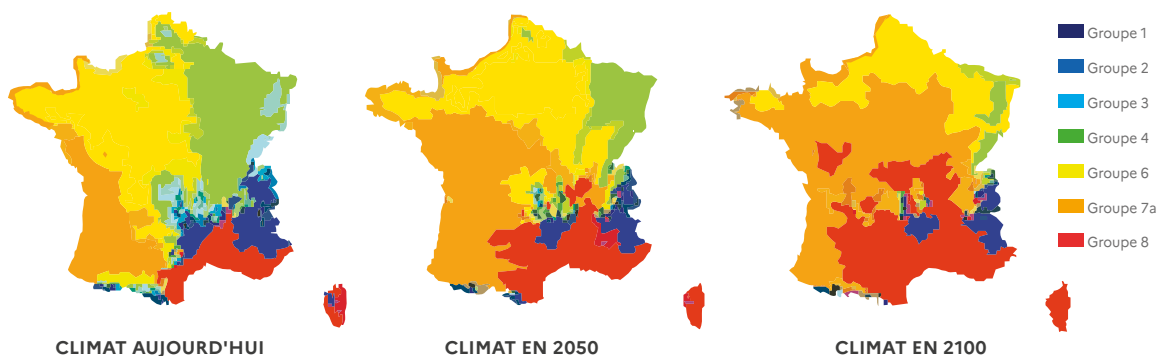 Groupe 1
Groupe 2
Groupe 3
Groupe 4
Groupe 6
Groupe 7a
Groupe 8
CLIMAT AUJOURD'HUI
CLIMAT EN 2050
CLIMAT EN 2100